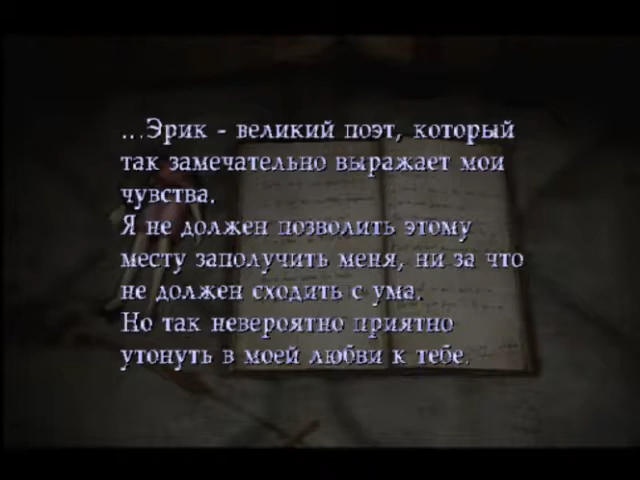 ...Эрик - великий поэт, который
так замечательно выражает мои
чувства.
Я не должен позволить этому
месту заполучить меня, ни за что
не должен сходить с ума.
Но так невероятно приятно
утонуть в моей любви к тебе.